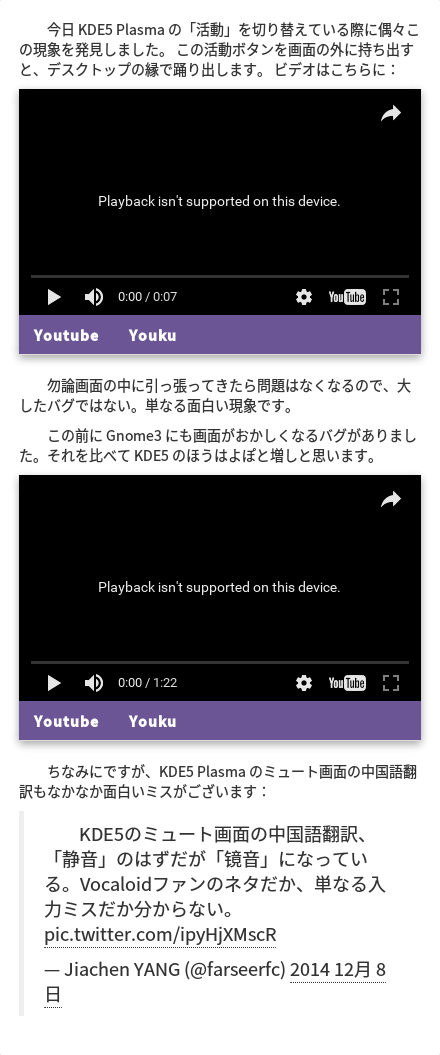 今日 KDE5 Plasma の「活動」を切り替えている際に偶々こ
の現象を発見しました。 この活動ボタンを画面の外に持ち出す
と、デスクトップの縁で踊り出します。 ビデオはこちらに：
Playback isn't supported on this device.
0:00 / 0:07
YouTube
Youtube Youku
勿論画面の中に引っ張ってきたら問題はなくなるので、大
したバグではない。単なる面白い現象です。
この前に Gnome3 にも画面がおかしくなるバグがありまし
た。それを比べて KDE5 のほうはよぽと増しと思います。
Playback isn't supported on this device.
0:00 / 1:22
YouTube
Youtube Youku
ちなみにですが、KDE5 Plasma のミュート画面の中国語翻
訳もなかなか面白いミスがございます：
KDE5のミュート画面の中国語翻訳、
「静音」のはずだが「镜音」になってい
る。Vocaloidファンのネタだか、単なる入
力ミスだか分からない。
pic.twitter.com/ipyHjXMscR
— Jiachen YANG (@farseerfc) 2014 12月 8
日